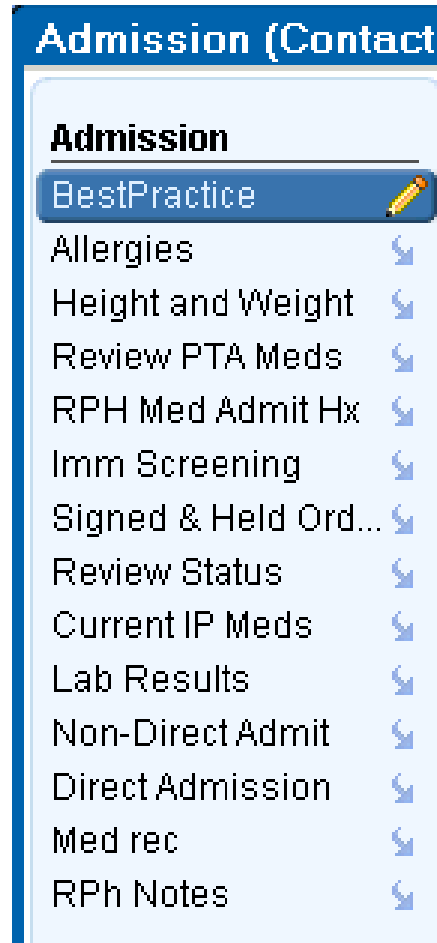 Admission (Contact
Admission
BestPractice
Allergies
Height and Weight
Review PTA Meds
RPH Med Admit Hx
Imm Screening
Signed & Held Ord...
Review Status
Current IP Meds
Lab Results
Non-Direct Admit
Direct Admission
Med rec
RPh Notes